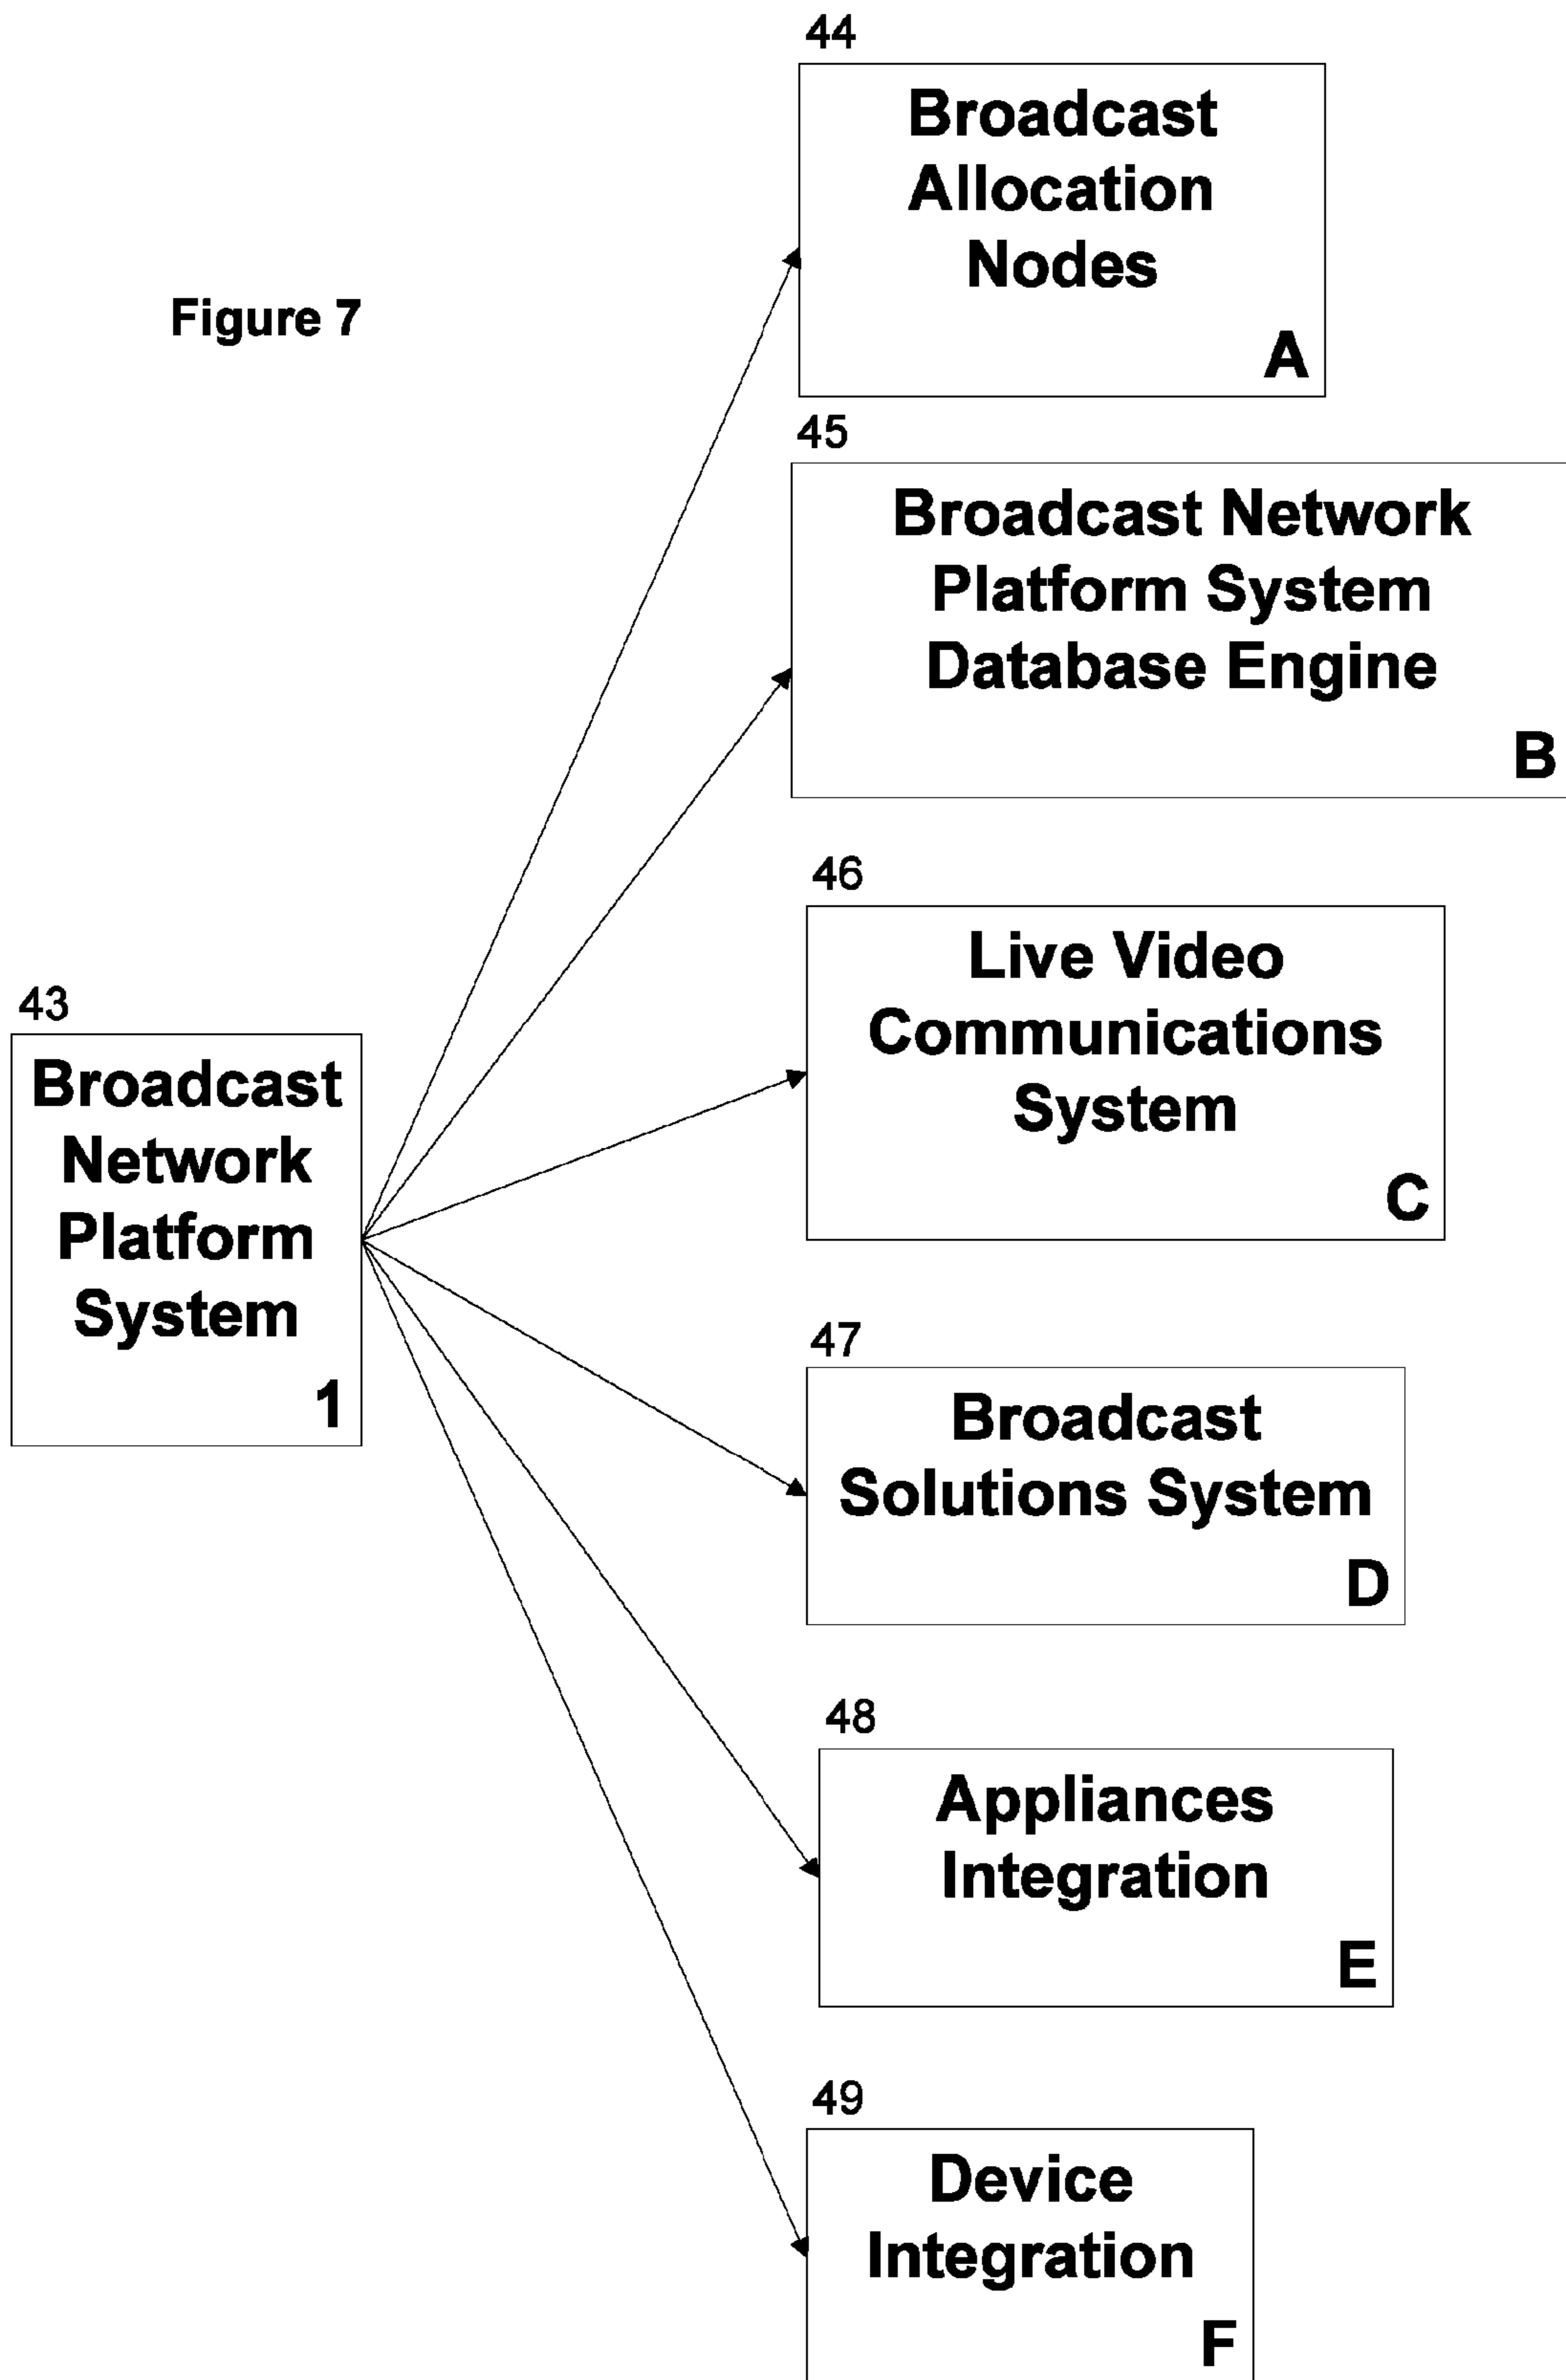 44
Broadcast
Allocation
Nodes
A
Figure 7
45
Broadcast Network
Platform System
Database Engine
B
46
Live Video
Communications
System
C
43
Broadcast
Network
Platform
System
1
47
Broadcast
Solutions System
D
48
Appliances
Integration
E
49
Device
Integration
F